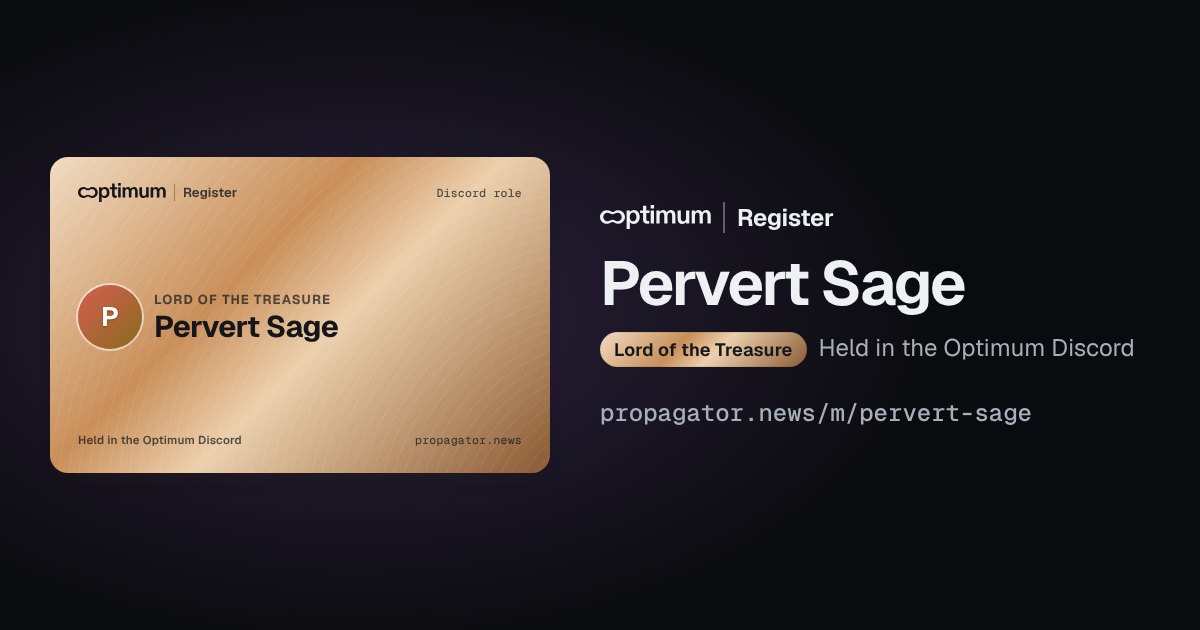 optimum | Register
Discord role
P
LORD OF THE TREASURE
Pervert Sage
Held in the Optimum Discord
propagator.news
optimum | Register
Pervert Sage
Lord of the Treasure
Held in the Optimum Discord
propagator.news/m/pervert-sage